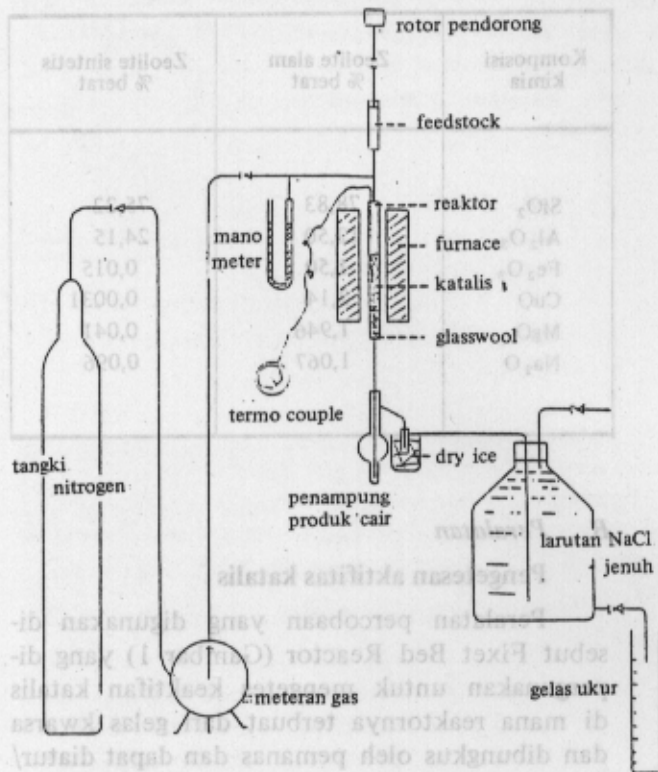 rotor pendorong
feedstock
reaktor
furnace
katalis
glasswool
mano
meter
termo couple
dry ice
penampung
produk cair
tangki
nitrogen
meteran gas
larutan NaCl
jenuh
gelas ukur
Komposisi
kimia
Zeolite alam
% berat
Zeolite sintetis
% berat
SiO₂ 75,22
Al₂O₃ 24,15
Fe₂O₃ 0,015
CuO 0,0031
MgO 1,946 0,041
Na₂O 1,067 0,096
B. Peralatan
Pengetesan aktifitas katalis
Peralatan percobaan yang digunakan di-
sebut Fixet Bed Reactor (Gambar 1) yang di-
pergunakan untuk mengetes keaktifan katalis
di mana reaktornya terbuat dari gelas kwarsa
dan dibungkus oleh pemanas dan dapat diatur/